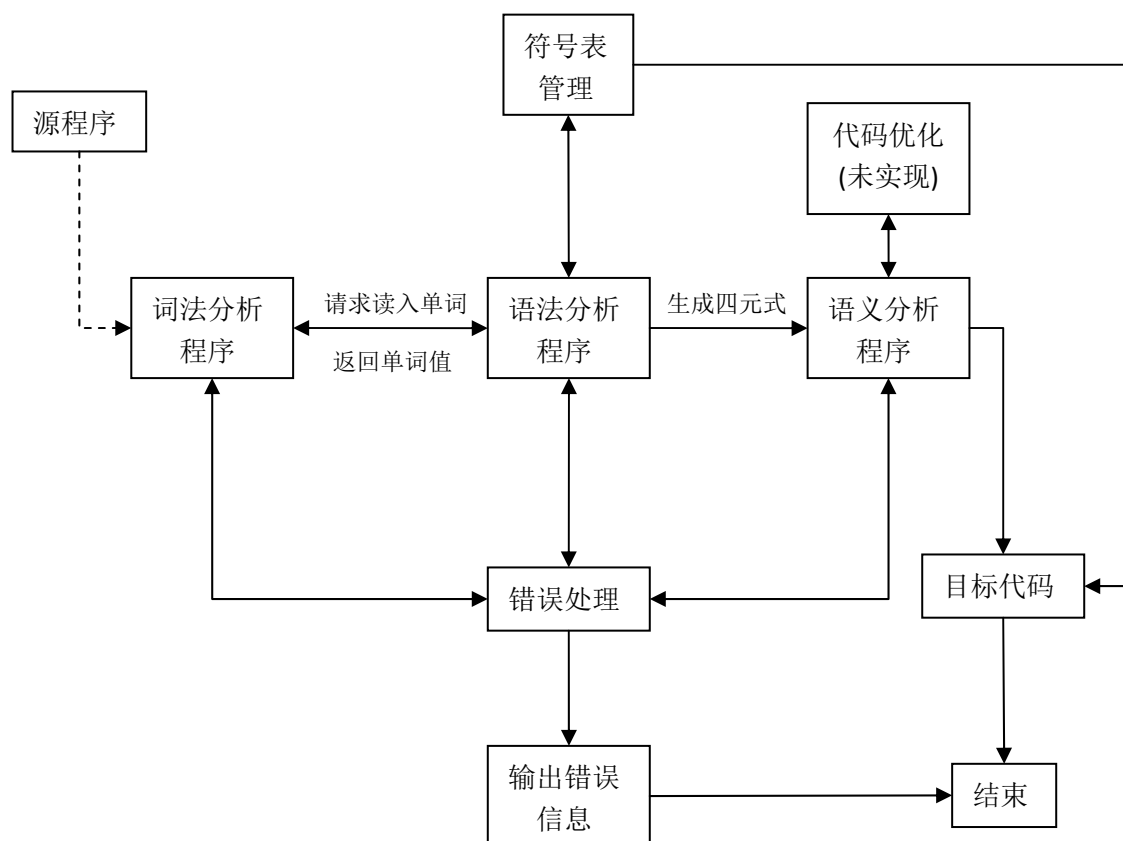 符号表
管理
源程序
代码优化
(未实现)
词法分析
程序
请求读入单词
返回单词值
语法分析
程序
生成四元式
语义分析
程序
错误处理
目标代码
输出错误
信息
结束